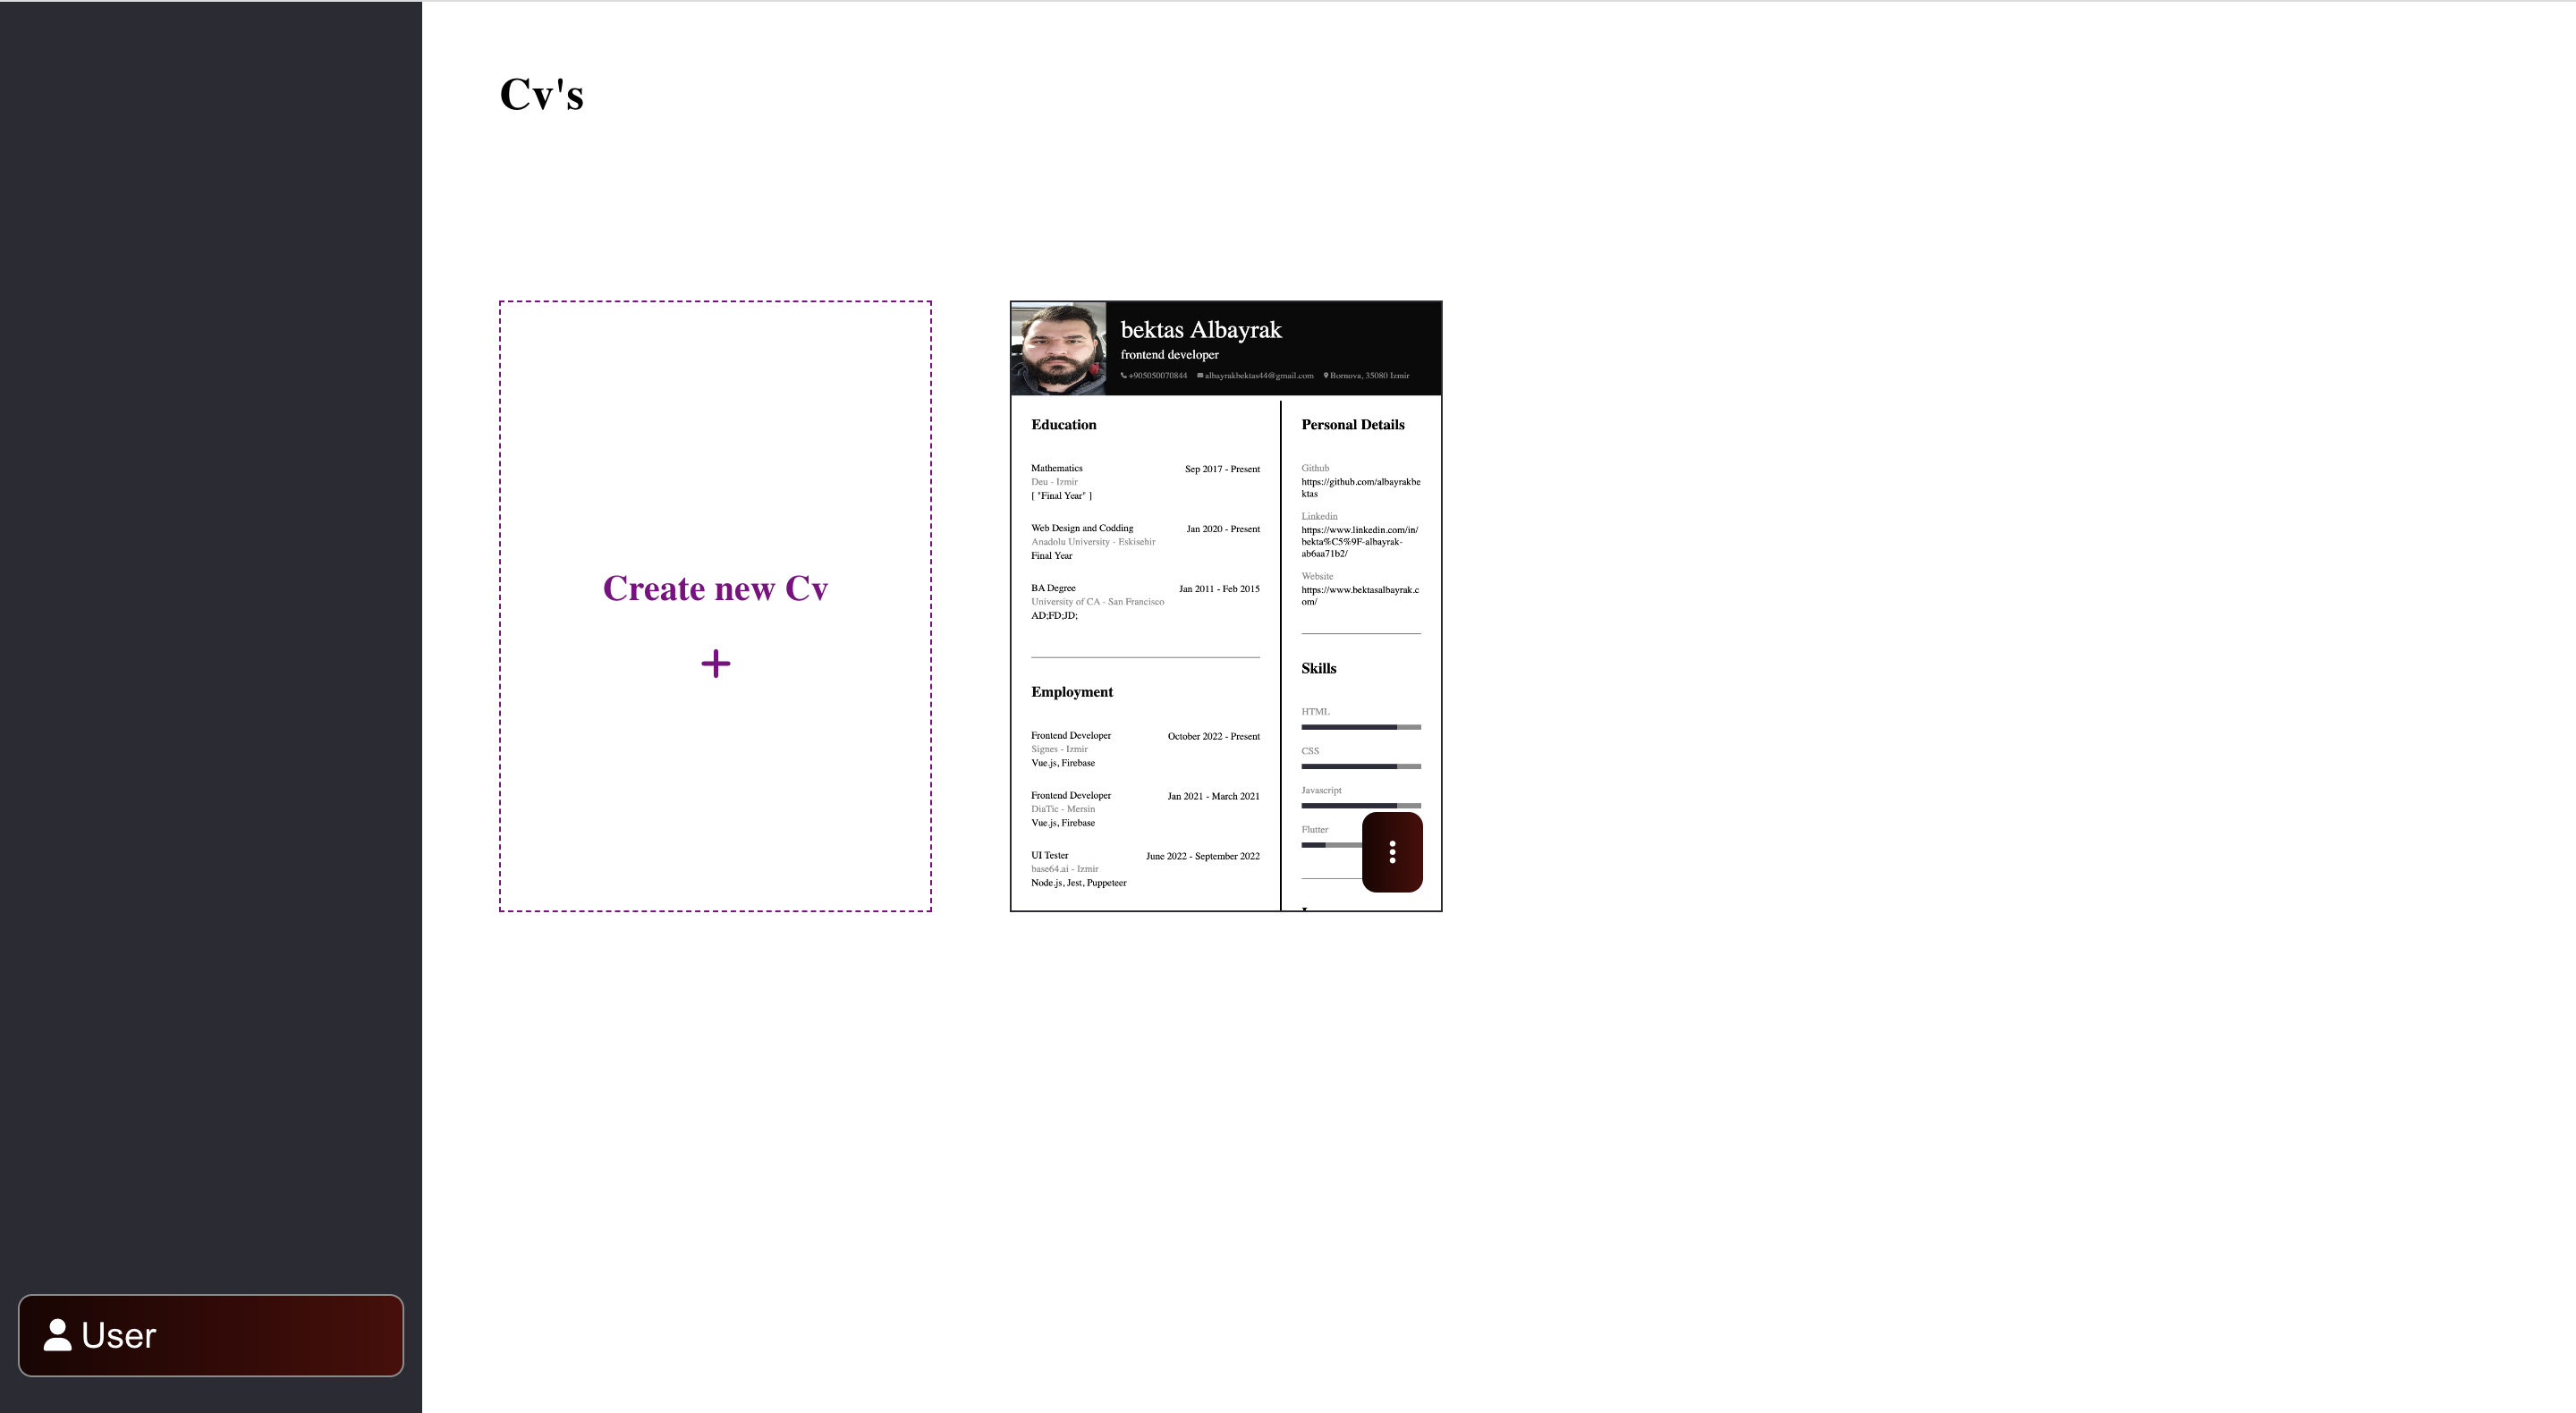 Cv's
Create new Cv
bektas Albayrak
frontend developer
+905050070844 albayrakbektas44@gmail.com Bornova, 35080 Izmir
Education
Mathematics Sep 2017 - Present
Deu - Izmir
[ "Final Year" ]
Web Design and Codding Jan 2020 - Present
Anadolu University - Eskisehir
Final Year
BA Degree Jan 2011 - Feb 2015
University of CA - San Francisco
AD;FD;JD;
Employment
Frontend Developer October 2022 - Present
Signes - Izmir
Vue.js, Firebase
Frontend Developer Jan 2021 - March 2021
DiaTic - Mersin
Vue.js, Firebase
UI Tester June 2022 - September 2022
base64.ai - Izmir
Node.js, Jest, Puppeteer
Personal Details
Github
https://github.com/albayrakbe
ktas
Linkedin
https://www.linkedin.com/in/
bekta%C5%9F-albayrak-
ab6aa71b2/
Website
https://www.bektasalbayrak.c
om/
Skills
HTML
CSS
Javascript
Flutter
User